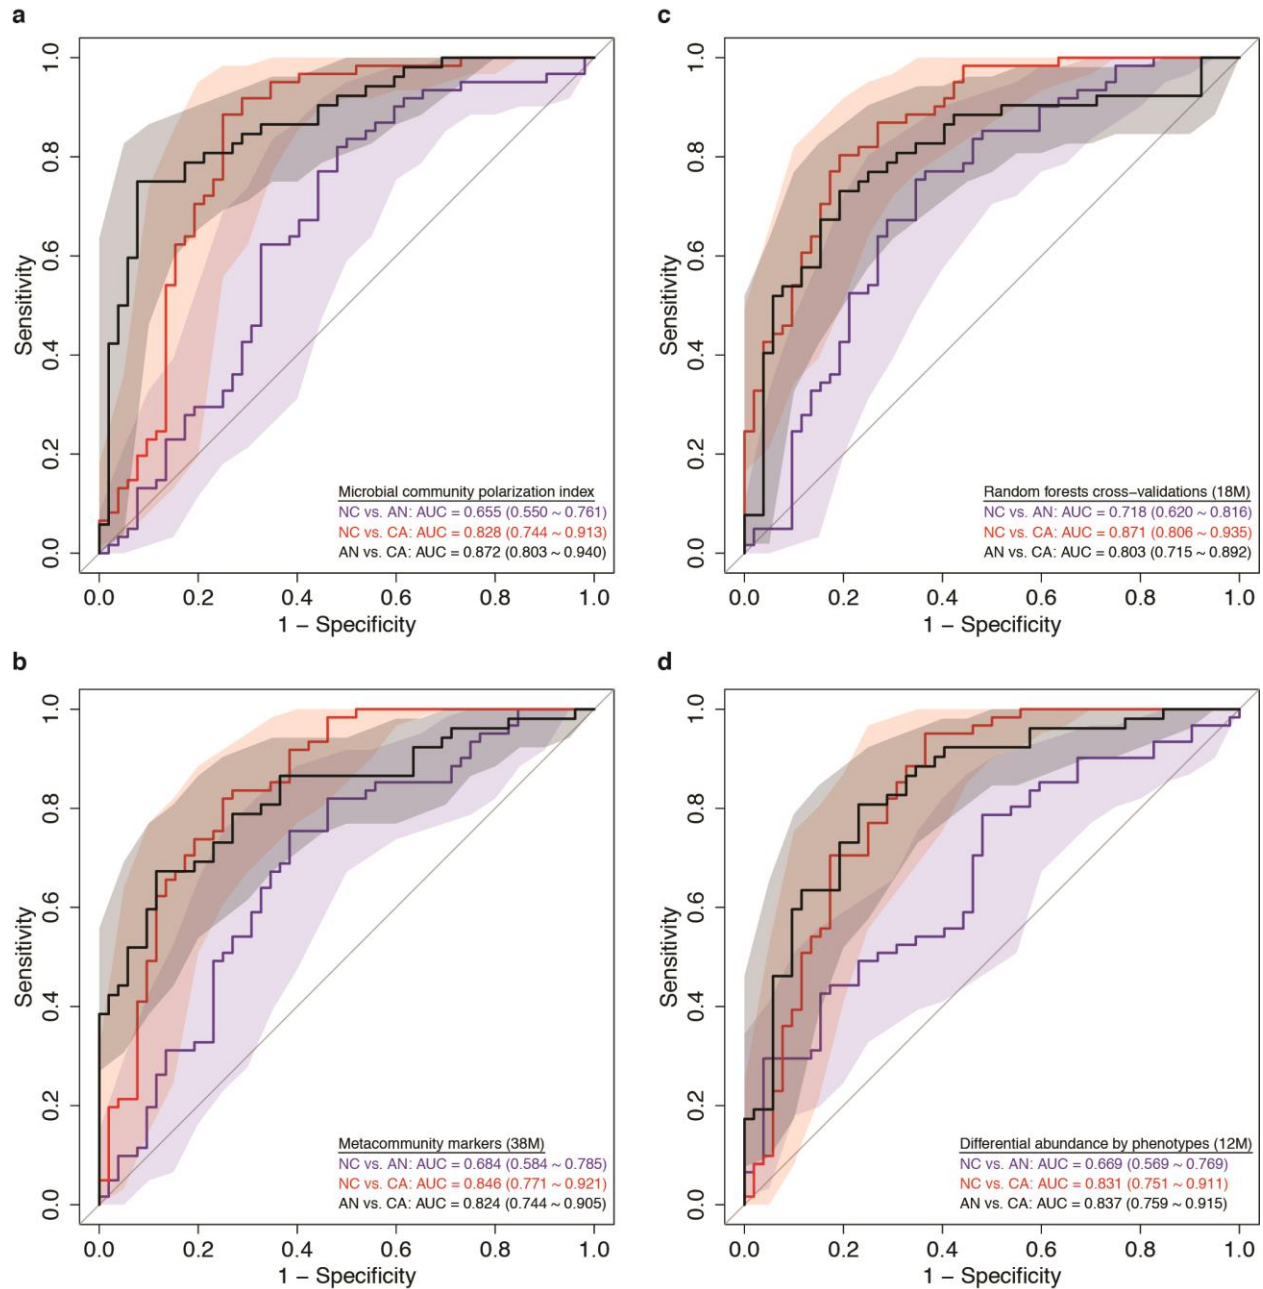 a
1.0
0.8
0.6
0.4
0.2
0.0
Sensitivity
Microbial community polarization index
NC vs. AN: AUC = 0.655 (0.550 ~ 0.761)
NC vs. CA: AUC = 0.828 (0.744 ~ 0.913)
AN vs. CA: AUC = 0.872 (0.803 ~ 0.940)
0.0 0.2 0.4 0.6 0.8 1.0
1 − Specificity
c
1.0
0.8
0.6
0.4
0.2
0.0
Sensitivity
Random forests cross−validations (18M)
NC vs. AN: AUC = 0.718 (0.620 ~ 0.816)
NC vs. CA: AUC = 0.871 (0.806 ~ 0.935)
AN vs. CA: AUC = 0.803 (0.715 ~ 0.892)
0.0 0.2 0.4 0.6 0.8 1.0
1 − Specificity
b
1.0
0.8
0.6
0.4
0.2
0.0
Sensitivity
Metacommunity markers (38M)
NC vs. AN: AUC = 0.684 (0.584 ~ 0.785)
NC vs. CA: AUC = 0.846 (0.771 ~ 0.921)
AN vs. CA: AUC = 0.824 (0.744 ~ 0.905)
0.0 0.2 0.4 0.6 0.8 1.0
1 − Specificity
d
1.0
0.8
0.6
0.4
0.2
0.0
Sensitivity
Differential abundance by phenotypes (12M)
NC vs. AN: AUC = 0.669 (0.569 ~ 0.769)
NC vs. CA: AUC = 0.831 (0.751 ~ 0.911)
AN vs. CA: AUC = 0.837 (0.759 ~ 0.915)
0.0 0.2 0.4 0.6 0.8 1.0
1 − Specificity